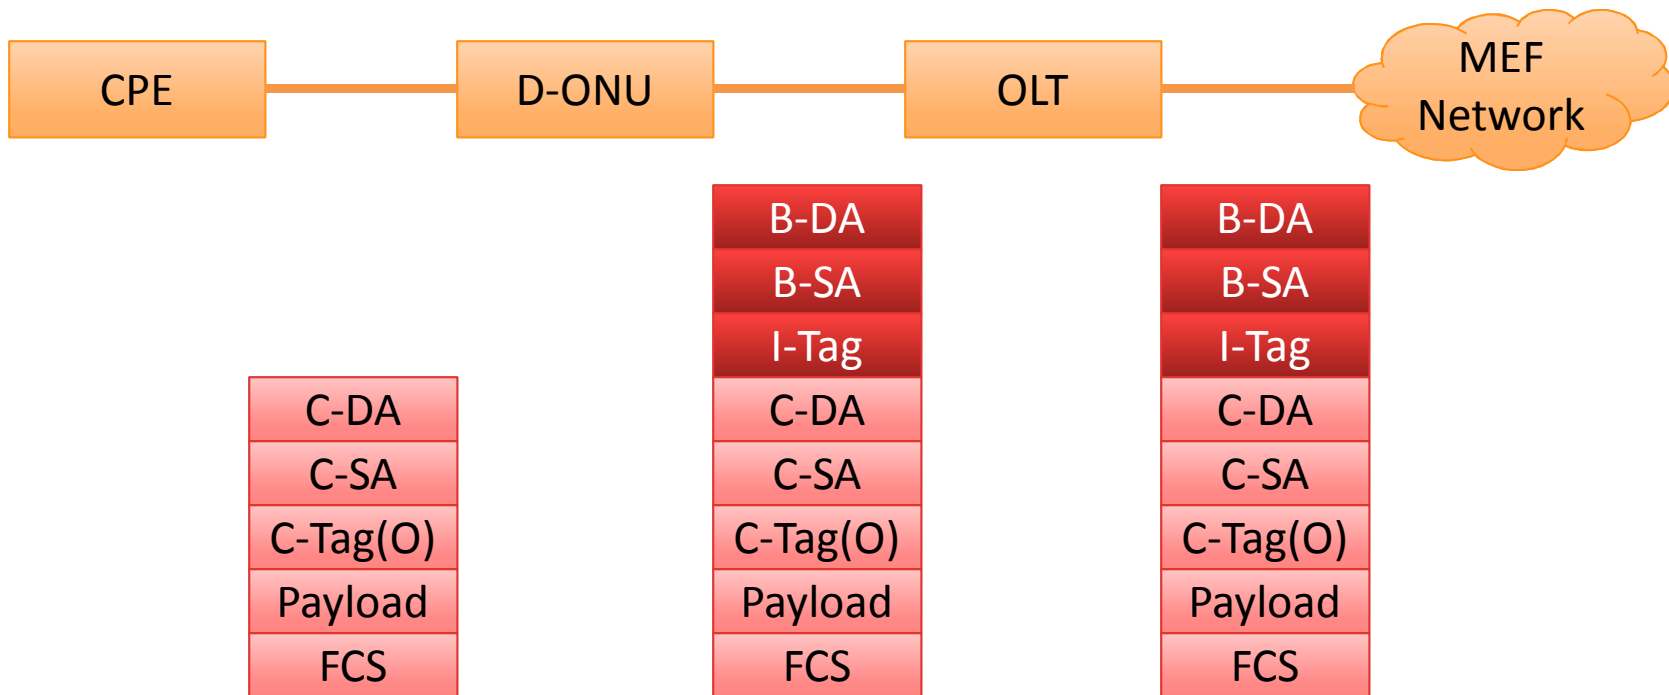 CPE
D-ONU
OLT
MEF
Network
C-DA
C-SA
C-Tag(O)
Payload
FCS
B-DA
B-SA
I-Tag
C-DA
C-SA
C-Tag(O)
Payload
FCS
B-DA
B-SA
I-Tag
C-DA
C-SA
C-Tag(O)
Payload
FCS